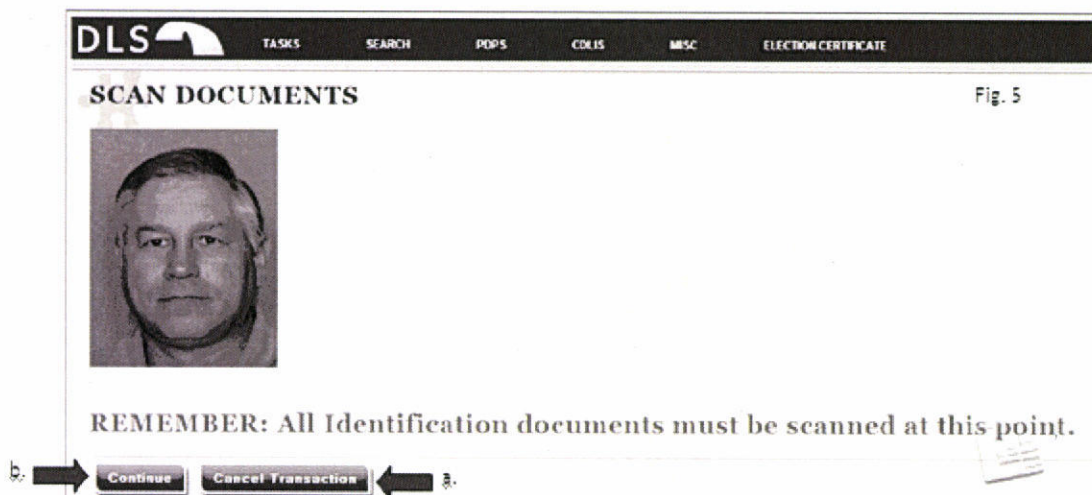 DLS TASKS SEARCH PDPS CDLIS MISC ELECTION CERTIFICATE
SCAN DOCUMENTS Fig. 5
REMEMBER: All Identification documents must be scanned at this point.
b. Continue Cancel Transaction a.